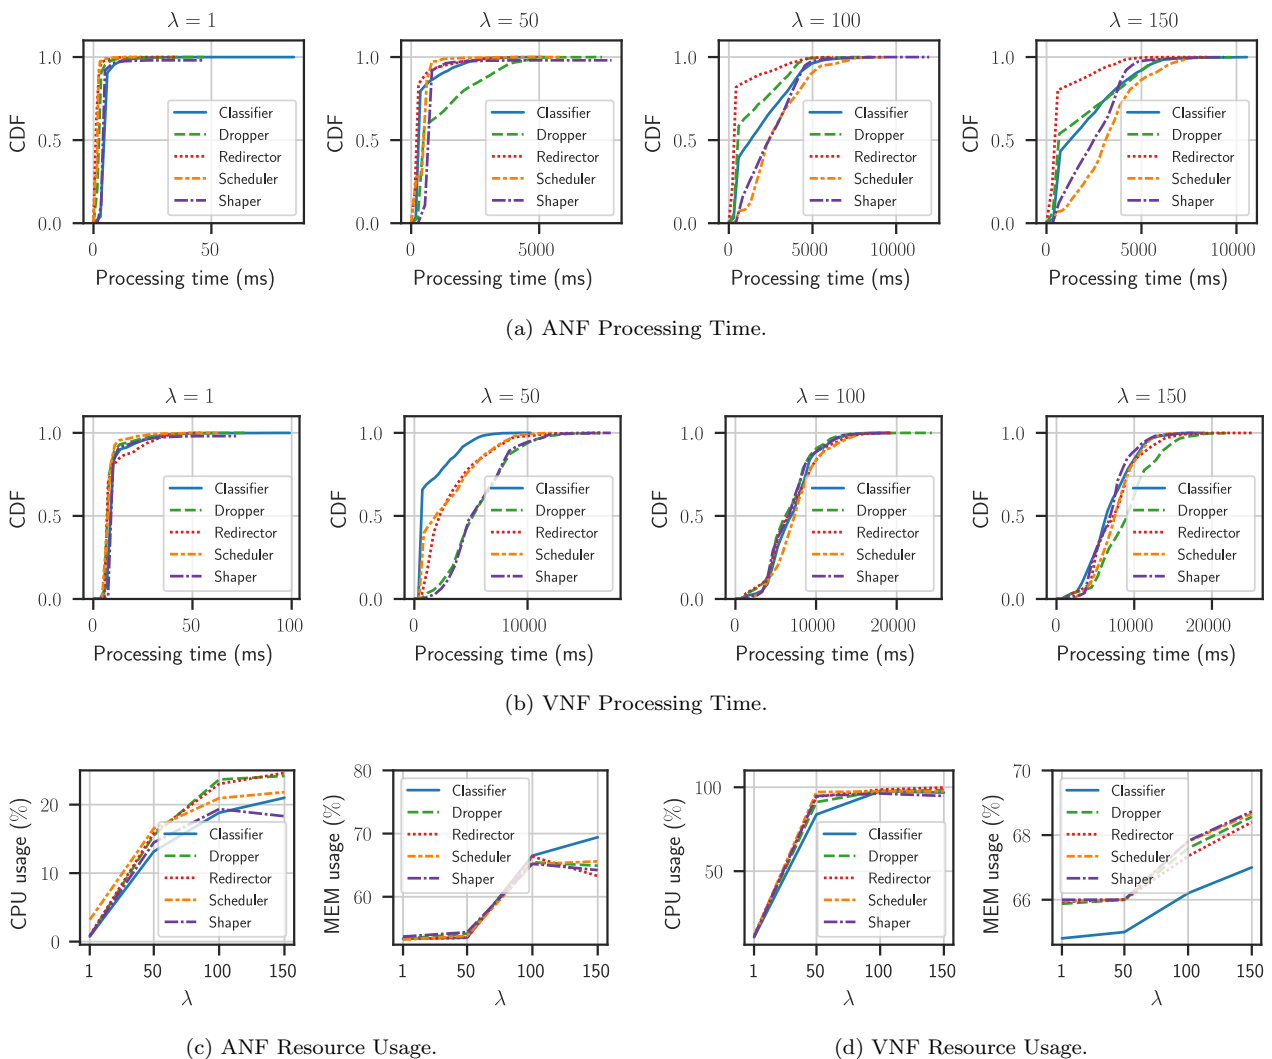 λ = 1
λ = 50
λ = 100
λ = 150
1.0
0.5
0.0
CDF
0
50
Processing time (ms)
Classifier
Dropper
Redirector
Scheduler
Shaper
1.0
0.5
0.0
CDF
0
5000
Processing time (ms)
Classifier
Dropper
Redirector
Scheduler
Shaper
1.0
0.5
0.0
CDF
0
5000
10000
Processing time (ms)
Classifier
Dropper
Redirector
Scheduler
Shaper
1.0
0.5
0.0
CDF
0
5000
10000
Processing time (ms)
Classifier
Dropper
Redirector
Scheduler
Shaper
(a) ANF Processing Time.
λ = 1
λ = 50
λ = 100
λ = 150
1.0
0.5
0.0
CDF
0
50
100
Processing time (ms)
Classifier
Dropper
Redirector
Scheduler
Shaper
1.0
0.5
0.0
CDF
0
10000
Processing time (ms)
Classifier
Dropper
Redirector
Scheduler
Shaper
1.0
0.5
0.0
CDF
0
10000
20000
Processing time (ms)
Classifier
Dropper
Redirector
Scheduler
Shaper
1.0
0.5
0.0
CDF
0
10000
20000
Processing time (ms)
Classifier
Dropper
Redirector
Scheduler
Shaper
(b) VNF Processing Time.
20
10
0
CPU usage (%)
1
50
100
150
λ
Classifier
Dropper
Redirector
Scheduler
Shaper
80
70
60
MEM usage (%)
1
50
100
150
λ
Classifier
Dropper
Redirector
Scheduler
Shaper
100
50
CPU usage (%)
1
50
100
150
λ
Classifier
Dropper
Redirector
Scheduler
Shaper
70
68
66
MEM usage (%)
1
50
100
150
λ
Classifier
Dropper
Redirector
Scheduler
Shaper
(c) ANF Resource Usage.
(d) VNF Resource Usage.